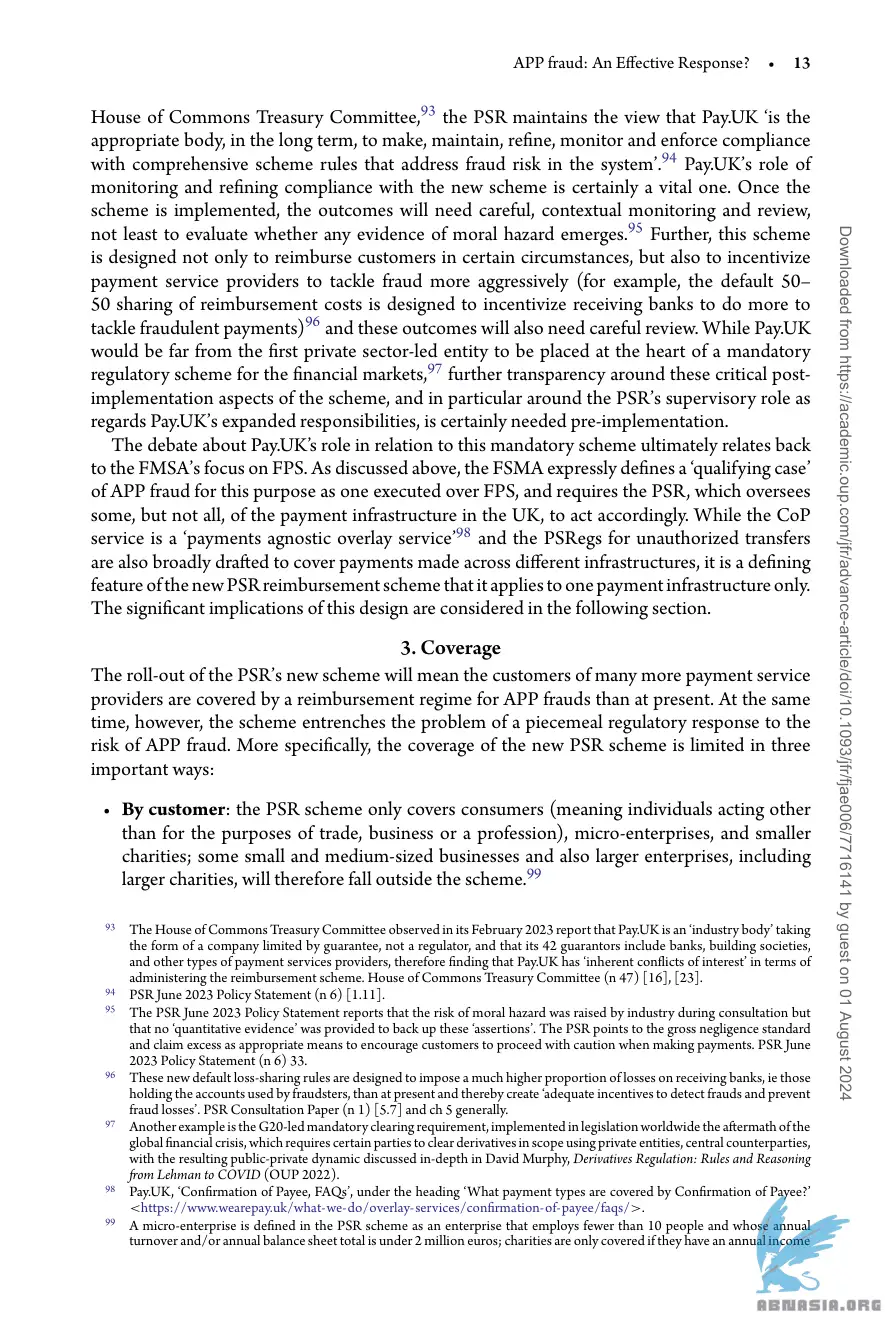 APP fraud: An Effective Response? • 13
House of Commons Treasury Committee,93 the PSR maintains the view that Pay.UK ‘is the
appropriate body, in the long term, to make, maintain, refine, monitor and enforce compliance
with comprehensive scheme rules that address fraud risk in the system’.94 Pay.UK’s role of
monitoring and refining compliance with the new scheme is certainly a vital one. Once the
scheme is implemented, the outcomes will need careful, contextual monitoring and review,
not least to evaluate whether any evidence of moral hazard emerges.95 Further, this scheme
is designed not only to reimburse customers in certain circumstances, but also to incentivize
payment service providers to tackle fraud more aggressively (for example, the default 50–
50 sharing of reimbursement costs is designed to incentivize receiving banks to do more to
tackle fraudulent payments)96 and these outcomes will also need careful review. While Pay.UK
would be far from the first private sector-led entity to be placed at the heart of a mandatory
regulatory scheme for the financial markets,97 further transparency around these critical post-
implementation aspects of the scheme, and in particular around the PSR’s supervisory role as
regards Pay.UK’s expanded responsibilities, is certainly needed pre-implementation.
The debate about Pay.UK’s role in relation to this mandatory scheme ultimately relates back
to the FMSA’s focus on FPS. As discussed above, the FSMA expressly defines a ‘qualifying case’
of APP fraud for this purpose as one executed over FPS, and requires the PSR, which oversees
some, but not all, of the payment infrastructure in the UK, to act accordingly. While the CoP
service is a ‘payments agnostic overlay service’98 and the PSRegs for unauthorized transfers
are also broadly drafted to cover payments made across different infrastructures, it is a defining
feature of the new PSR reimbursement scheme that it applies to one payment infrastructure only.
The significant implications of this design are considered in the following section.
3. Coverage
The roll-out of the PSR’s new scheme will mean the customers of many more payment service
providers are covered by a reimbursement regime for APP frauds than at present. At the same
time, however, the scheme entrenches the problem of a piecemeal regulatory response to the
risk of APP fraud. More specifically, the coverage of the new PSR scheme is limited in three
important ways:
• By customer: the PSR scheme only covers consumers (meaning individuals acting other
than for the purposes of trade, business or a profession), micro-enterprises, and smaller
charities; some small and medium-sized businesses and also larger enterprises, including
larger charities, will therefore fall outside the scheme.99
93 The House of Commons Treasury Committee observed in its February 2023 report that Pay.UK is an ‘industry body’ taking
the form of a company limited by guarantee, not a regulator, and that its 42 guarantors include banks, building societies,
and other types of payment services providers, therefore finding that Pay.UK has ‘inherent conflicts of interest’ in terms of
administering the reimbursement scheme. House of Commons Treasury Committee (n 47) [16], [23].
94 PSR June 2023 Policy Statement (n 6) [1.11].
95 The PSR June 2023 Policy Statement reports that the risk of moral hazard was raised by industry during consultation but
that no ‘quantitative evidence’ was provided to back up these ‘assertions’. The PSR points to the gross negligence standard
and claim excess as appropriate means to encourage customers to proceed with caution when making payments. PSR June
2023 Policy Statement (n 6) 33.
96 These new default loss-sharing rules are designed to impose a much higher proportion of losses on receiving banks, ie those
holding the accounts used by fraudsters, than at present and thereby create ‘adequate incentives to detect frauds and prevent
fraud losses’. PSR Consultation Paper (n 1) [5.7] and ch 5 generally.
97 Another example is the G20-led mandatory clearing requirement, implemented in legislation worldwide the aftermath of the
global financial crisis, which requires certain parties to clear derivatives in scope using private entities, central counterparties,
with the resulting public-private dynamic discussed in-depth in David Murphy, Derivatives Regulation: Rules and Reasoning
from Lehman to COVID (OUP 2022).
98 Pay.UK, ‘Confirmation of Payee, FAQs’, under the heading ‘What payment types are covered by Confirmation of Payee?’
<https://www.wearepay.uk/what-we-do/overlay-services/confirmation-of-payee/faqs/>.
99 A micro-enterprise is defined in the PSR scheme as an enterprise that employs fewer than 10 people and whose annual
turnover and/or annual balance sheet total is under 2 million euros; charities are only covered if they have an annual income
Downloaded from https://academic.oup.com/jfr/advance-article/doi/10.1093/jfr/fjae006/7716141 by guest on 01 August 2024
ABNASIA.ORG